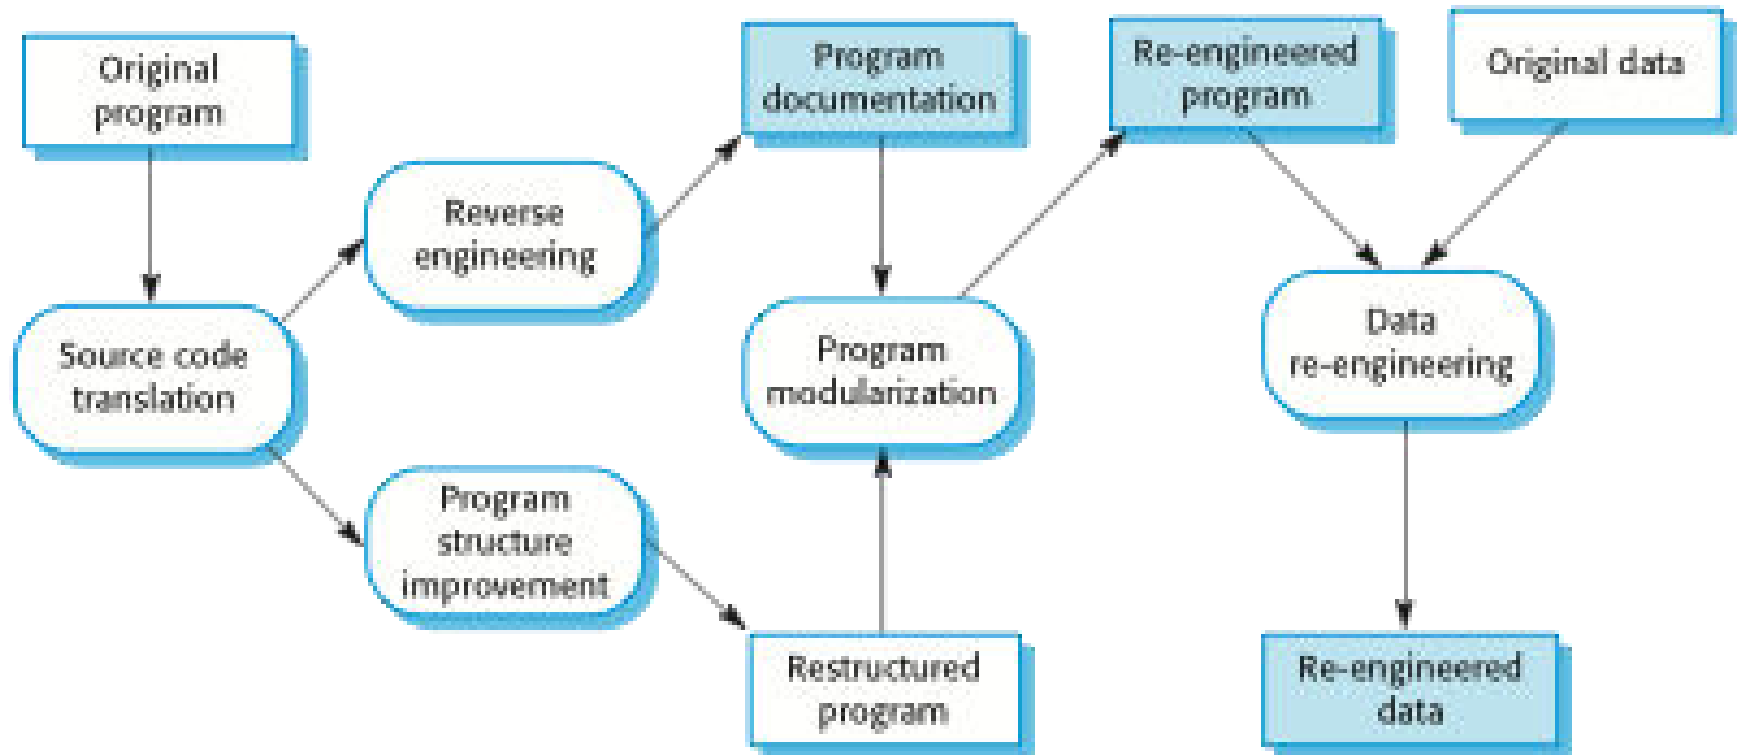 Original
program
Program
documentation
Re-engineered
program
Original data
Reverse
engineering
Source code
translation
Program
modularization
Data
re-engineering
Program
structure
improvement
Restructured
program
Re-engineered
data